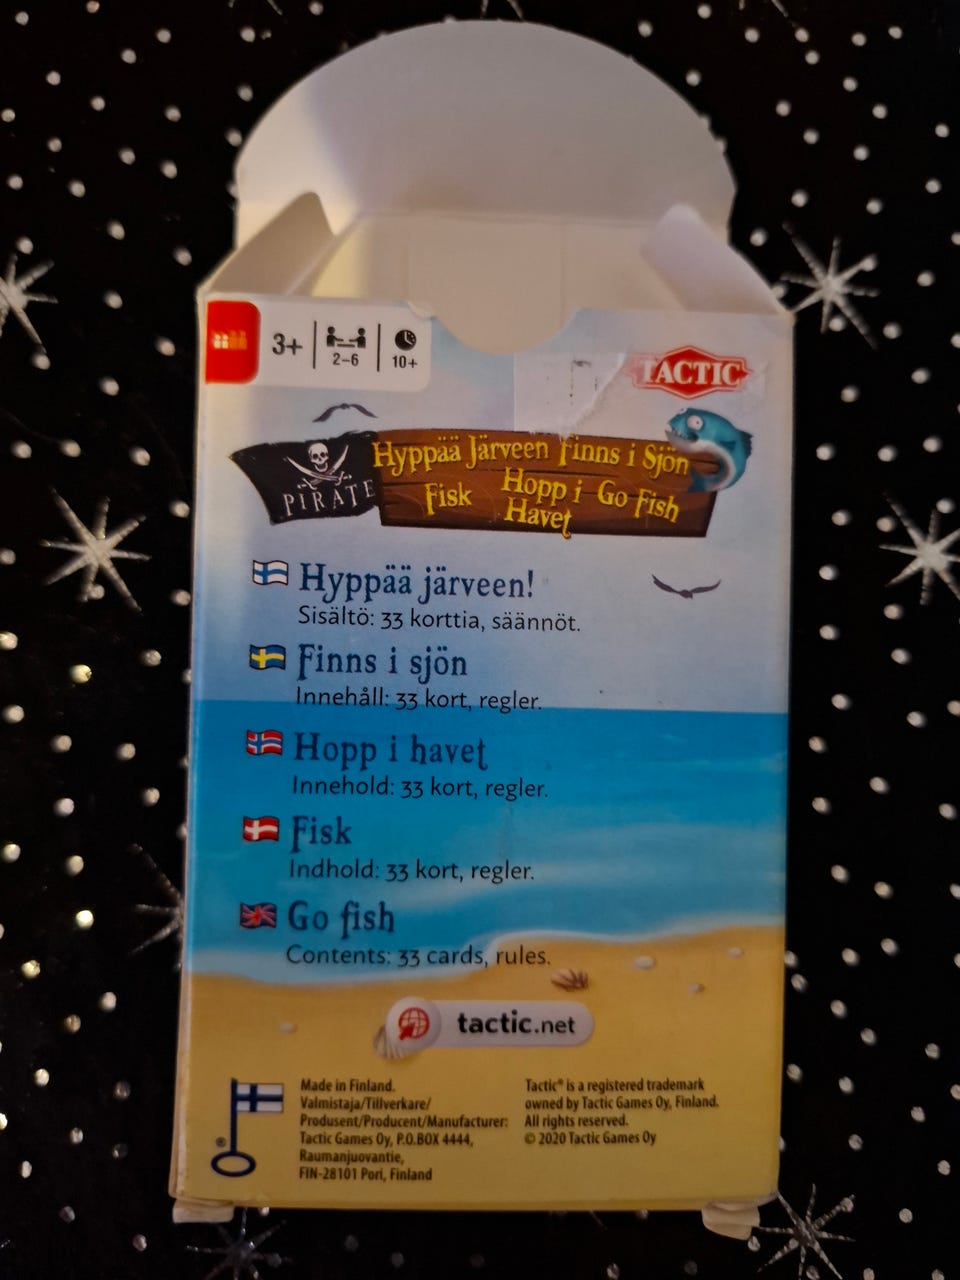 3+
2-6
10+
TACTIC
PIRATE
Hyppää Järveen Finns i Sjön
Fisk Hopp i Havet Go Fish
Hyppää järveen!
Sisältö: 33 korttia, säännöt.
Finns i sjön
Innehåll: 33 kort, regler.
Hopp i havet
Innehold: 33 kort, regler.
Fisk
Indhold: 33 kort, regler.
Go fish
Contents: 33 cards, rules.
tactic.net
Made in Finland.
Valmistaja/Tillverkare/
Produsent/Producent/Manufacturer:
Tactic Games Oy, P.O.BOX 4444,
Raumanjuovantie,
FIN-28101 Pori, Finland
®
Tactic® is a registered trademark
owned by Tactic Games Oy, Finland.
All rights reserved.
© 2020 Tactic Games Oy